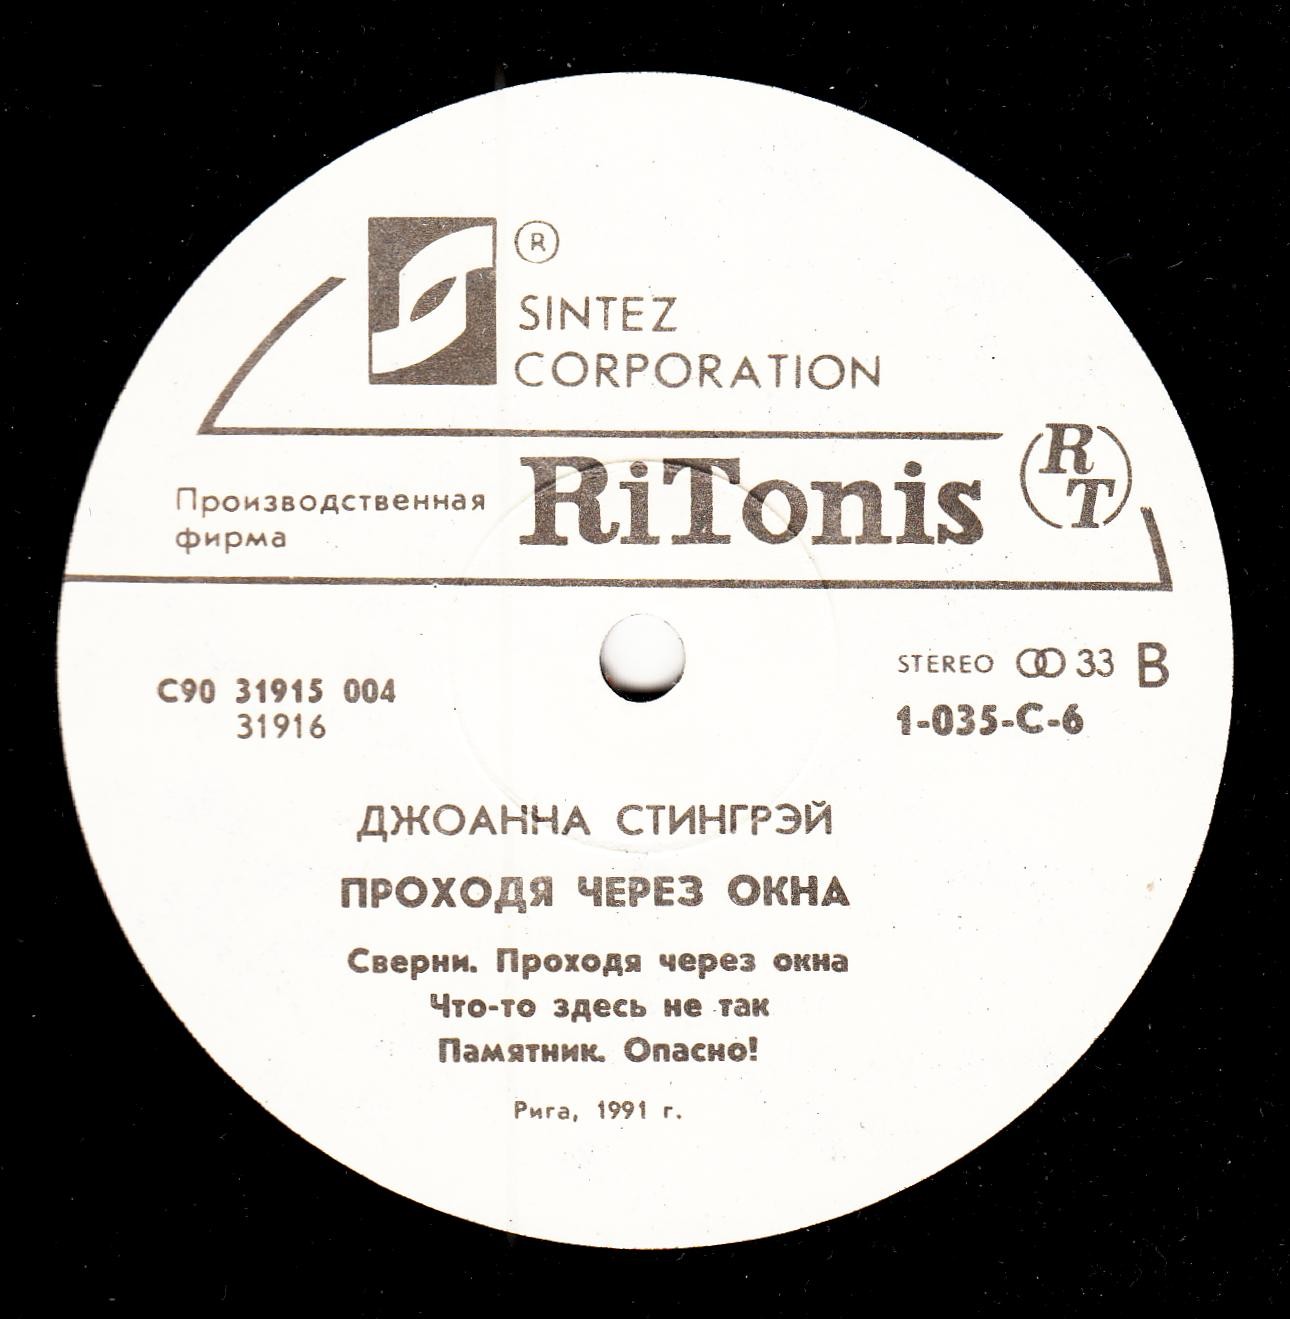 ®
SINTEZ
CORPORATION
Производственная
фирма
RiTonis
RT
С90 31915 004
31916
STEREO 33 B
1-035-С-6
ДЖОАННА СТИНГРЭЙ
ПРОХОДЯ ЧЕРЕЗ ОКНА
Сверни. Проходя через окна
Что-то здесь не так
Памятник. Опасно!
Рига, 1991 г.